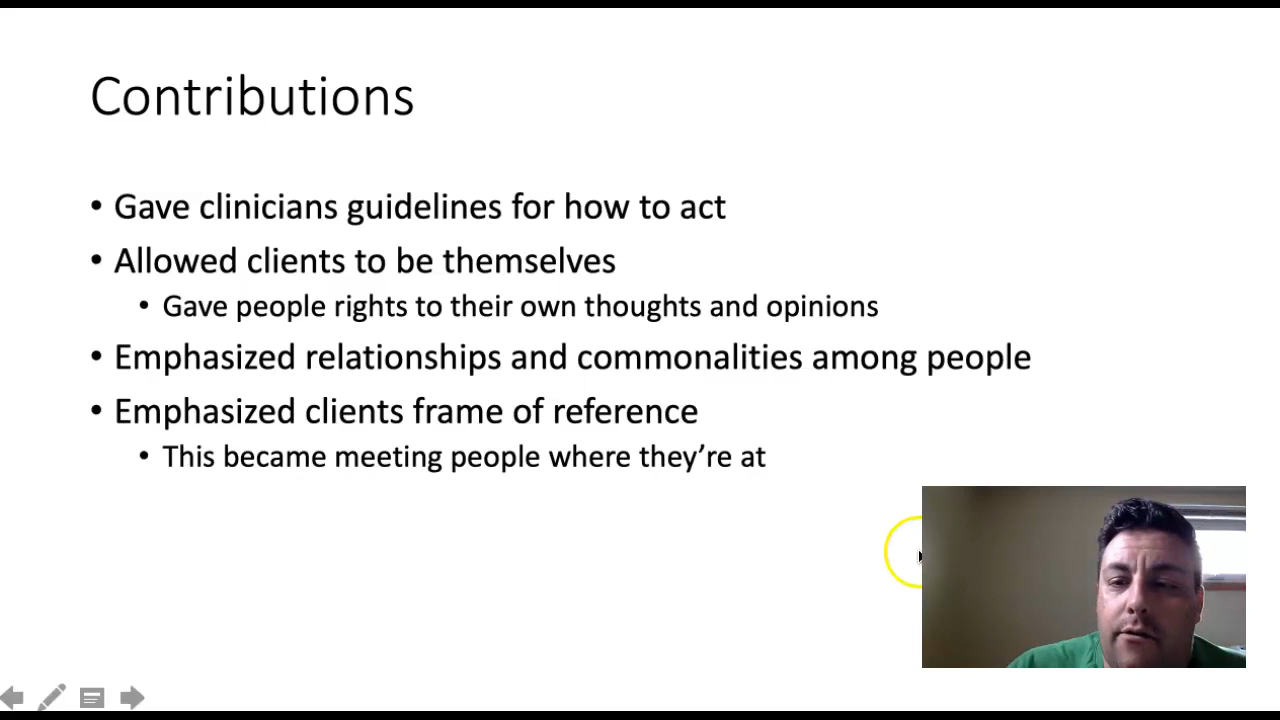 Contributions
• Gave clinicians guidelines for how to act
• Allowed clients to be themselves
• Gave people rights to their own thoughts and opinions
• Emphasized relationships and commonalities among people
• Emphasized clients frame of reference
• This became meeting people where they’re at